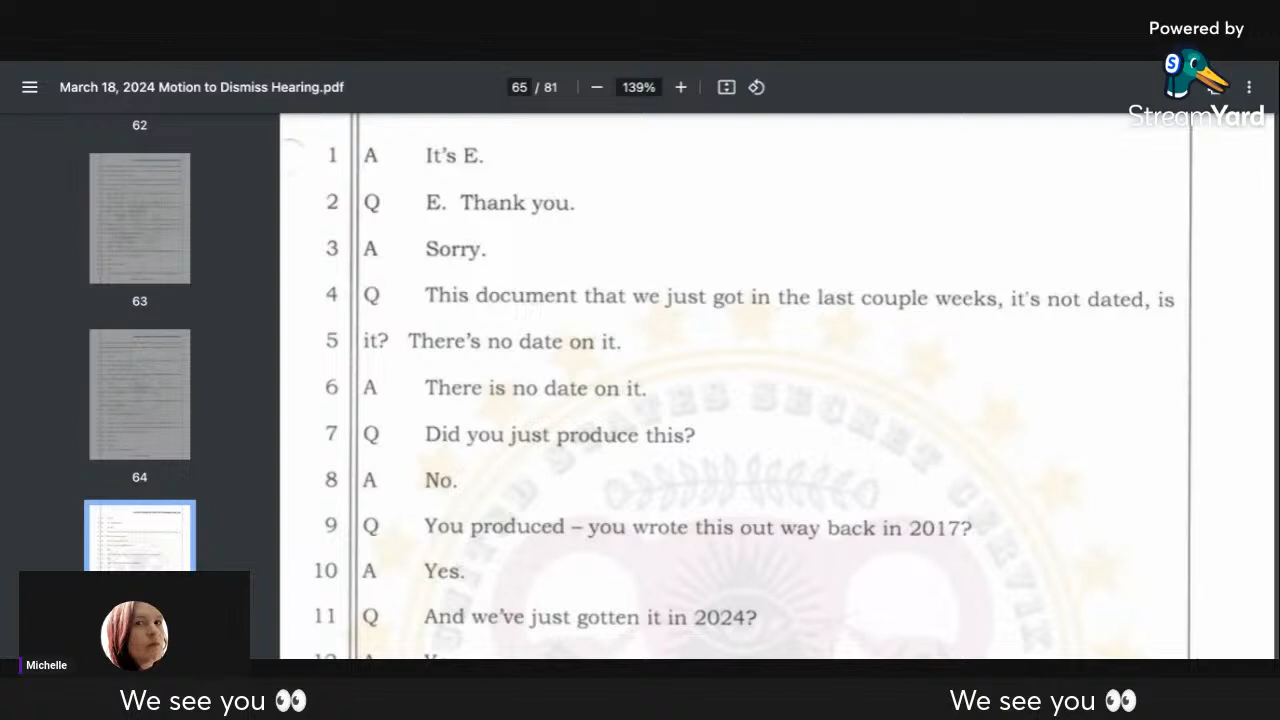 Powered by
StreamYard
March 18, 2024 Motion to Dismiss Hearing.pdf
65 / 81
139%
62
63
64
1 A It's E.
2 Q E. Thank you.
3 A Sorry.
4 Q This document that we just got in the last couple weeks, it's not dated, is
5 it? There's no date on it.
6 A There is no date on it.
7 Q Did you just produce this?
8 A No.
9 Q You produced – you wrote this out way back in 2017?
10 A Yes.
11 Q And we've just gotten it in 2024?
UNITED STATES SECRET SERVICE
Michelle
We see you 👀
We see you 👀